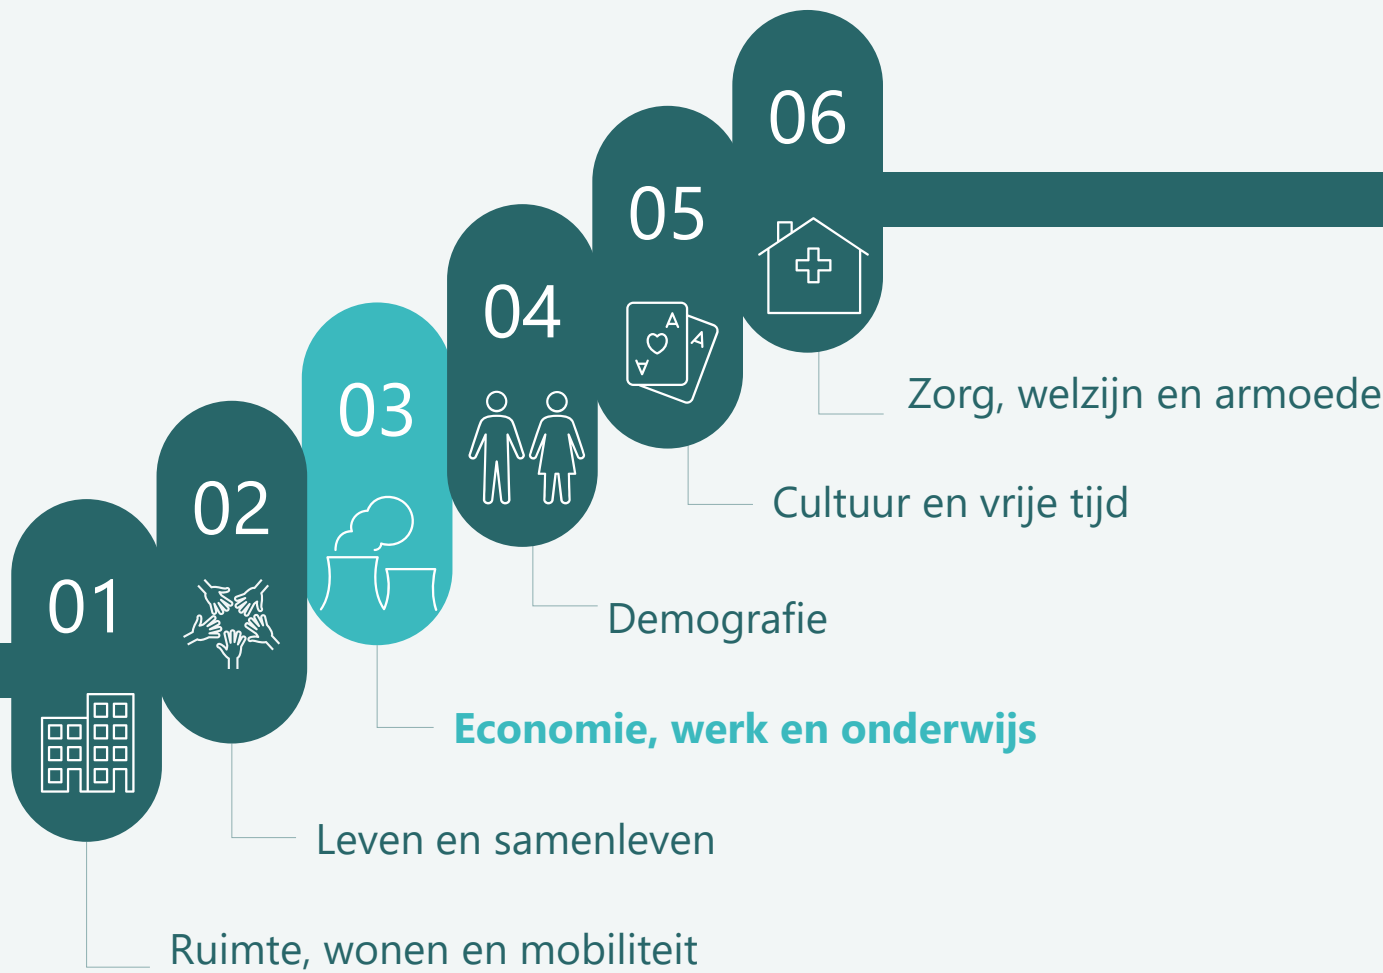 06
05
04
03
02
01
Zorg, welzijn en armoede
Cultuur en vrije tijd
Demografie
Economie, werk en onderwijs
Leven en samenleven
Ruimte, wonen en mobiliteit
A
A
A
A